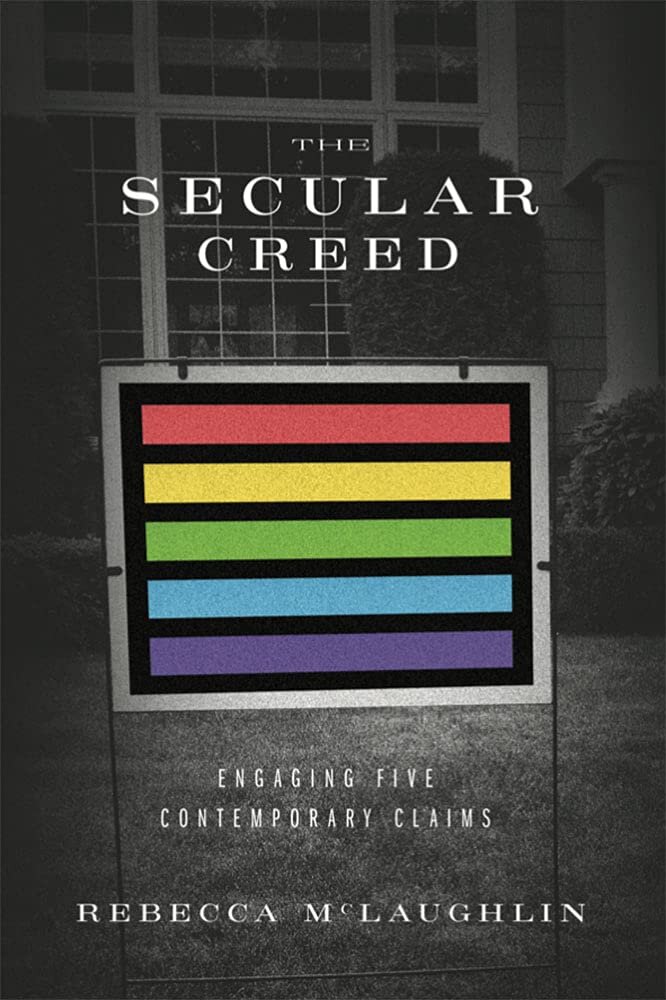 THE
SECULAR
CREED
ENGAGING FIVE
CONTEMPORARY CLAIMS
REBECCA McLAUGHLIN